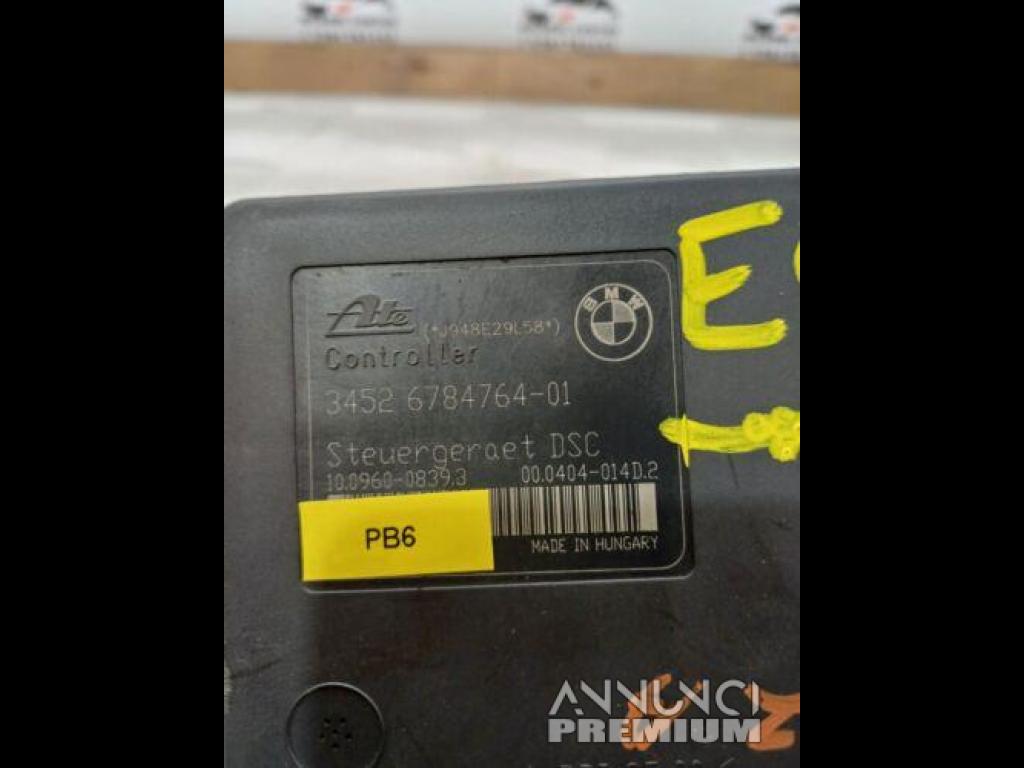 Ate (*J948E29L58*)
BMW
Controller
3452 6784764-01
Steuergeraet DSC
10.0960-0839.3 00.0404-014D.2
PB6
MADE IN HUNGARY
E
ANNUNCI
PREMIUM